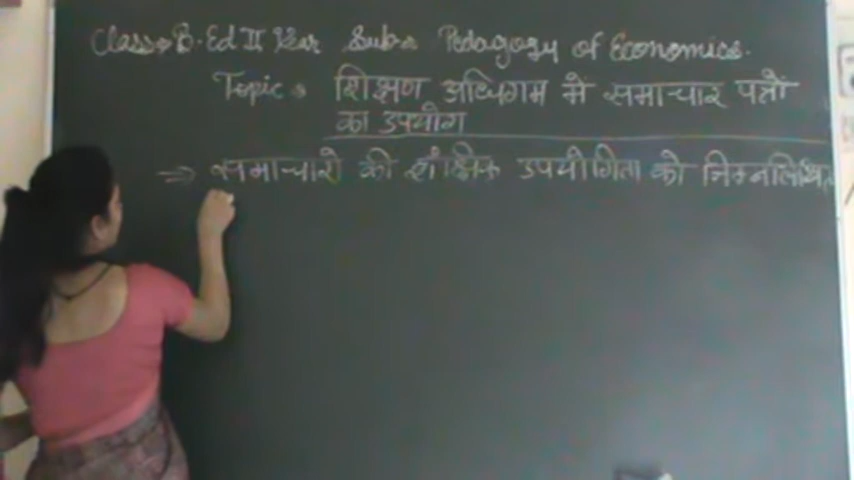 Class → B.Ed II Year Sub:- Pedagogy of Economics.
Topic:- शिक्षण अधिगम में समाचार पत्रों
का उपयोग
⇒ समाचारो की शैक्षिक उपयोगिता को निम्नलिखित